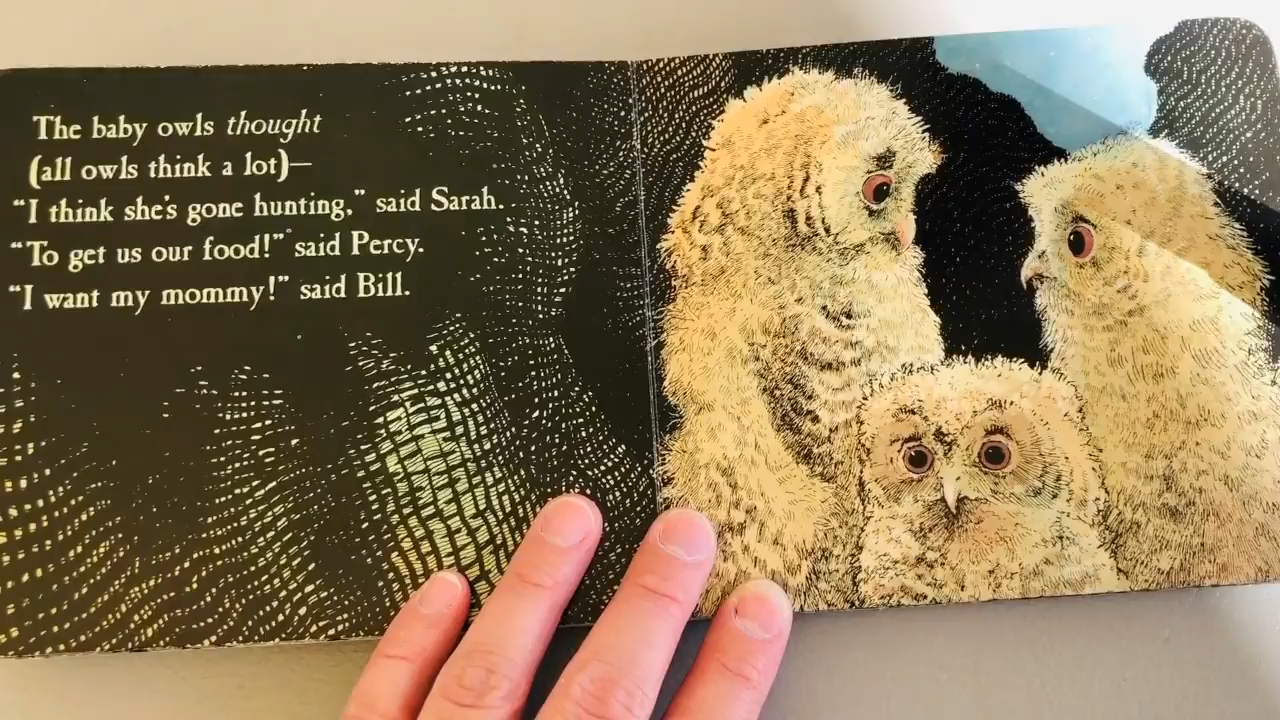 The baby owls thought
(all owls think a lot)—
“I think she's gone hunting,” said Sarah.
“To get us our food!” said Percy.
“I want my mommy!” said Bill.